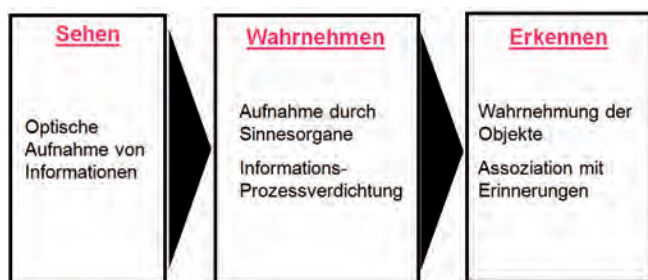 Sehen
Optische
Aufnahme von
Informationen
Wahrnehmen
Aufnahme durch
Sinnesorgane
Informations-
Prozessverdichtung
Erkennen
Wahrnehmung der
Objekte
Assoziation mit
Erinnerungen